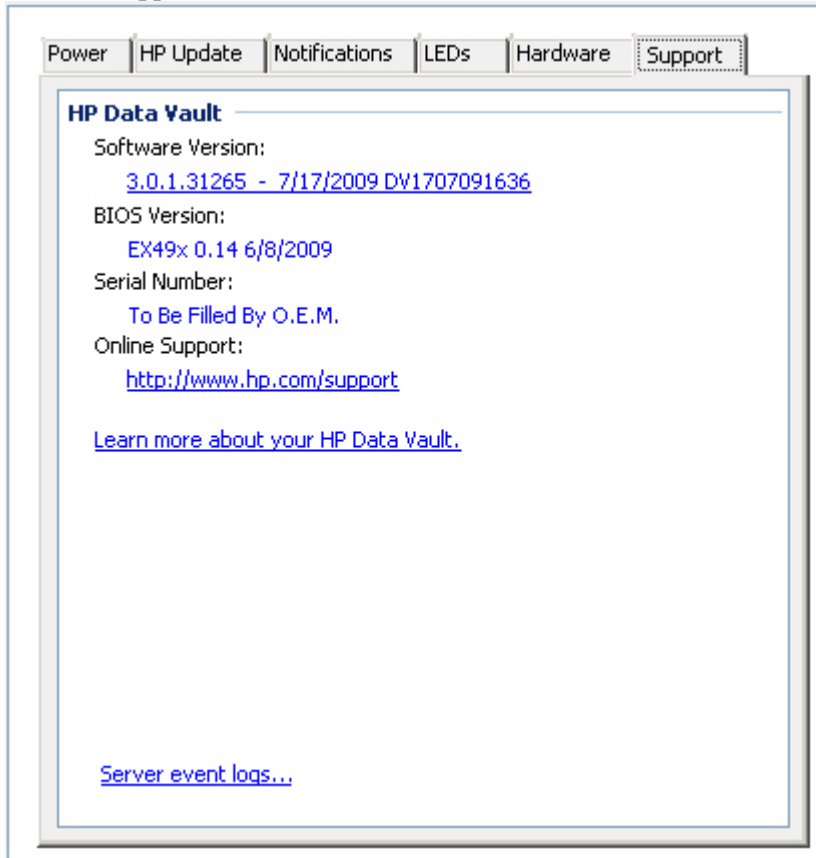 Power HP Update Notifications LEDs Hardware Support
HP Data Vault
Software Version:
3.0.1.31265 - 7/17/2009 DV1707091636
BIOS Version:
EX49x 0.14 6/8/2009
Serial Number:
To Be Filled By O.E.M.
Online Support:
http://www.hp.com/support
Learn more about your HP Data Vault.
Server event logs...